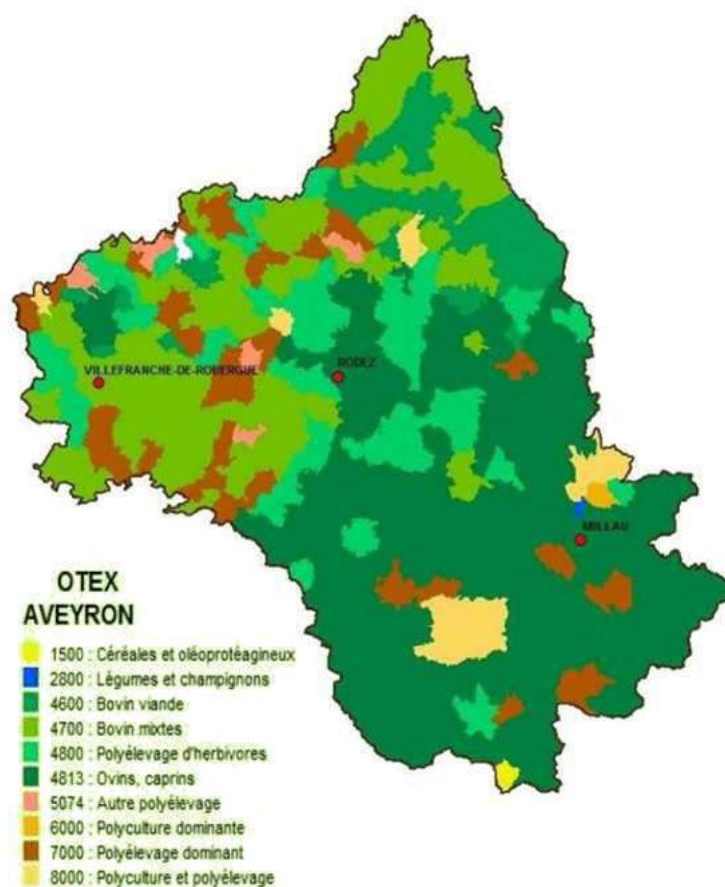 VILLEFRANCHE-DE-ROUERGUE
RODEZ
MILLAU
OTEX
AVEYRON
1500 : Céréales et oléoprotéagineux
2800 : Légumes et champignons
4600 : Bovin viande
4700 : Bovin mixtes
4800 : Polyélevage d'herbivores
4813 : Ovins, caprins
5074 : Autre polyélevage
6000 : Polyculture dominante
7000 : Polyélevage dominant
8000 : Polyculture et polyélevage